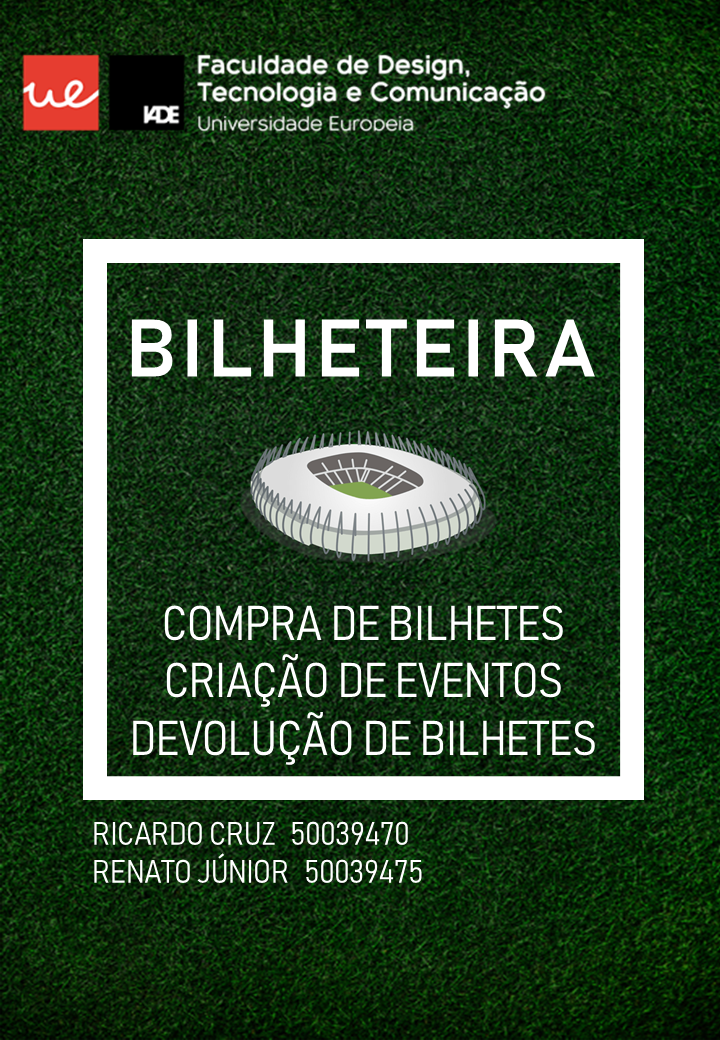 ue
IADE
Faculdade de Design,
Tecnologia e Comunicação
Universidade Europeia
BILHETEIRA
COMPRA DE BILHETES
CRIAÇÃO DE EVENTOS
DEVOLUÇÃO DE BILHETES
RICARDO CRUZ 50039470
RENATO JÚNIOR 50039475